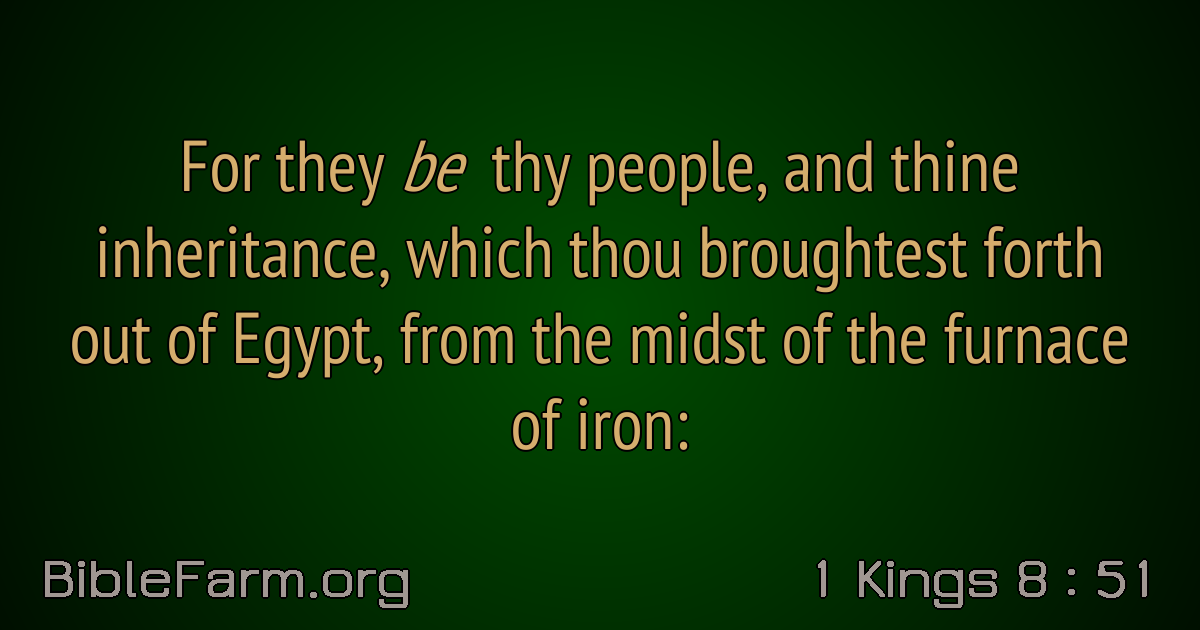 For they be thy people, and thine
inheritance, which thou broughtest forth
out of Egypt, from the midst of the furnace
of iron:
BibleFarm.org
1 Kings 8 : 51